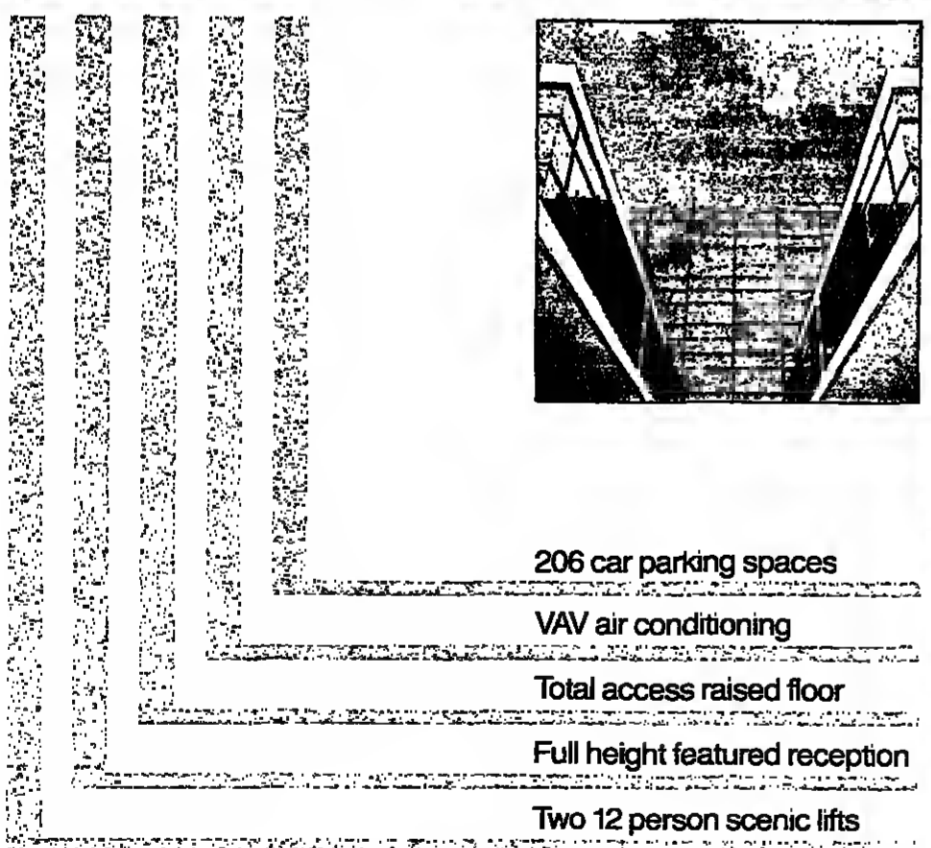 206 car parking spaces
VAV air conditioning
Total access raised floor
Full height featured reception
Two 12 person scenic lifts